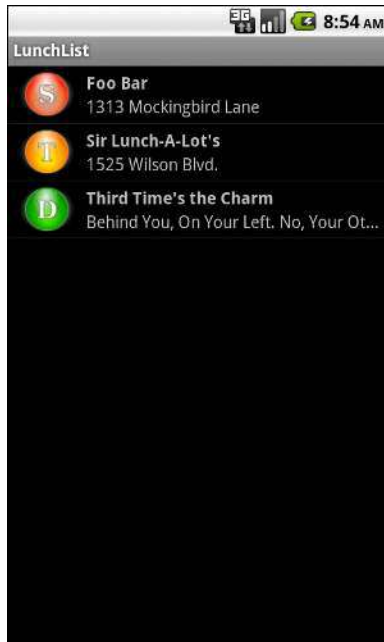 3G 8:54 AM
LunchList
S
Foo Bar
1313 Mockingbird Lane
T
Sir Lunch-A-Lot's
1525 Wilson Blvd.
D
Third Time's the Charm
Behind You, On Your Left. No, Your Ot...